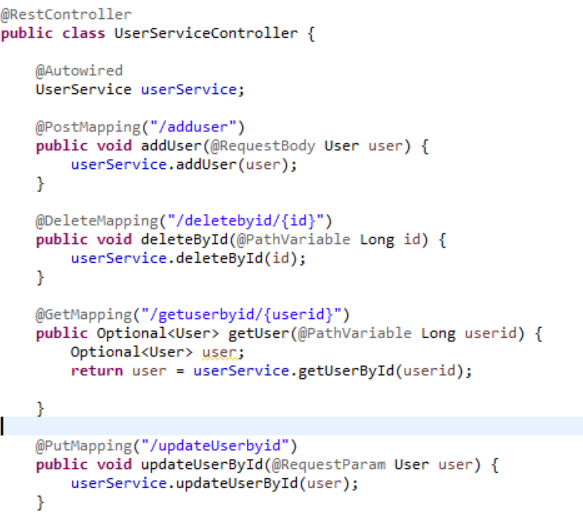 @RestController
public class UserServiceController {
@Autowired
UserService userService;
@PostMapping("/adduser")
public void addUser(@RequestBody User user) {
userService.addUser(user);
}
@DeleteMapping("/deletebyid/{id}")
public void deleteById(@PathVariable Long id) {
userService.deleteById(id);
}
@GetMapping("/getuserbyid/{userid}")
public Optional<User> getUser(@PathVariable Long userid) {
Optional<User> user;
return user = userService.getUserById(userid);
}
@PutMapping("/updateUserbyid")
public void updateUserById(@RequestParam User user) {
userService.updateUserById(user);
}